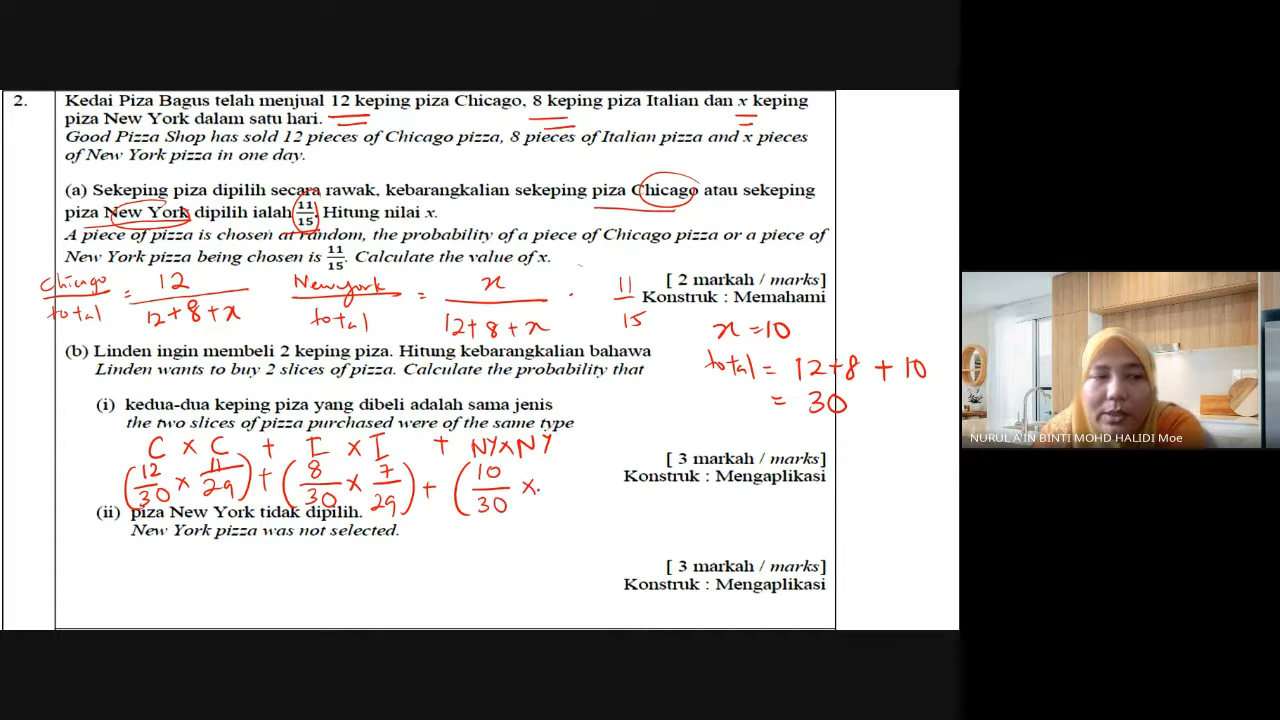 2.
Kedai Piza Bagus telah menjual 12 keping piza Chicago, 8 keping piza Italian dan x keping
piza New York dalam satu hari.
Good Pizza Shop has sold 12 pieces of Chicago pizza, 8 pieces of Italian pizza and x pieces
of New York pizza in one day.
(a) Sekeping piza dipilih secara rawak, kebarangkalian sekeping piza Chicago atau sekeping
piza New York dipilih ialah 11/15. Hitung nilai x.
A piece of pizza is chosen at random, the probability of a piece of Chicago pizza or a piece of
New York pizza being chosen is 11/15. Calculate the value of x.
[ 2 markah / marks]
Konstruk : Memahami
Chicago/total = 12/(12+8+x) New york/total = x/(12+8+x) . 11/15
x = 10
total = 12+8 + 10
= 30
(b) Linden ingin membeli 2 keping piza. Hitung kebarangkalian bahawa
Linden wants to buy 2 slices of pizza. Calculate the probability that
(i) kedua-dua keping piza yang dibeli adalah sama jenis
the two slices of pizza purchased were of the same type
C × C + I × I + NY×NY
(12/30 × 11/29) + (8/30 × 7/29) + (10/30 ×
[ 3 markah / marks]
Konstruk : Mengaplikasi
(ii) piza New York tidak dipilih.
New York pizza was not selected.
[ 3 markah / marks]
Konstruk : Mengaplikasi
NURUL A'IN BINTI MOHD HALIDI Moe